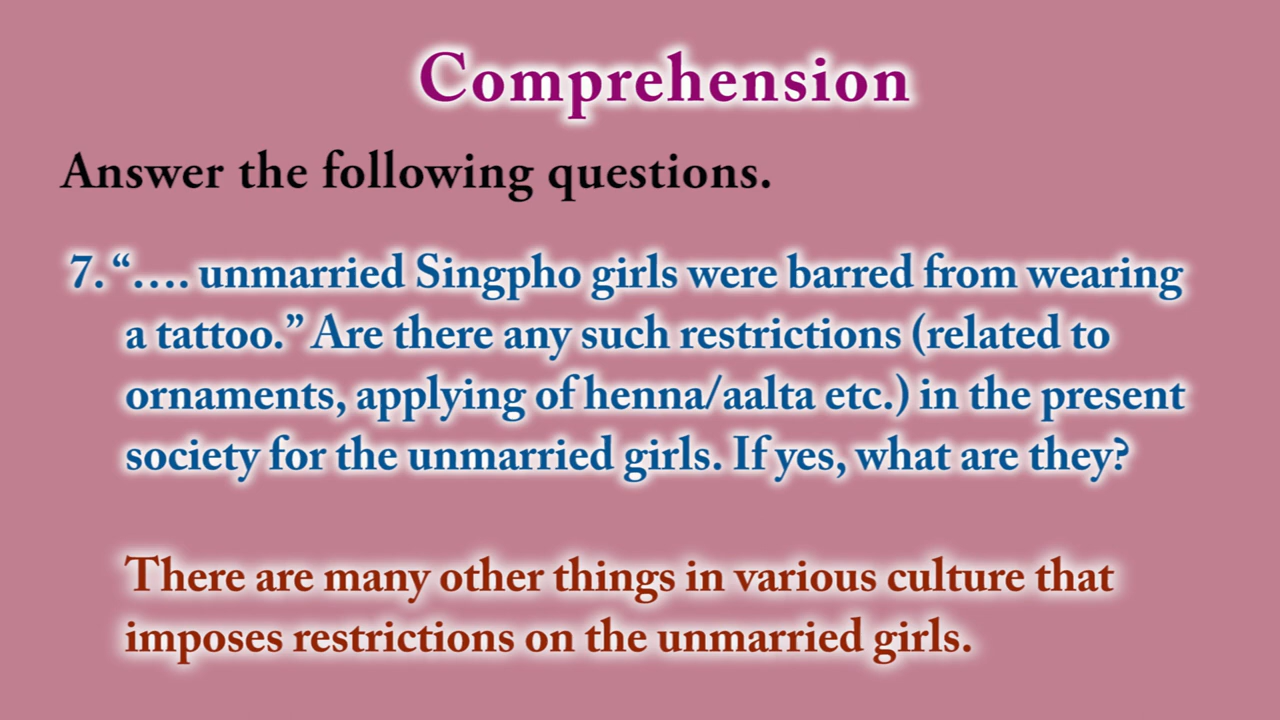 Comprehension
Answer the following questions.
7. “.... unmarried Singpho girls were barred from wearing
a tattoo.” Are there any such restrictions (related to
ornaments, applying of henna/aalta etc.) in the present
society for the unmarried girls. If yes, what are they?
There are many other things in various culture that
imposes restrictions on the unmarried girls.